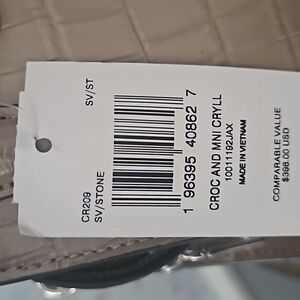 CR209
SV/STONE
SV/ST
1 96395 40862 7
CROC AND MNI CRYLL
10011192JAX
MADE IN VIETNAM
COMPARABLE VALUE
$398.00 USD